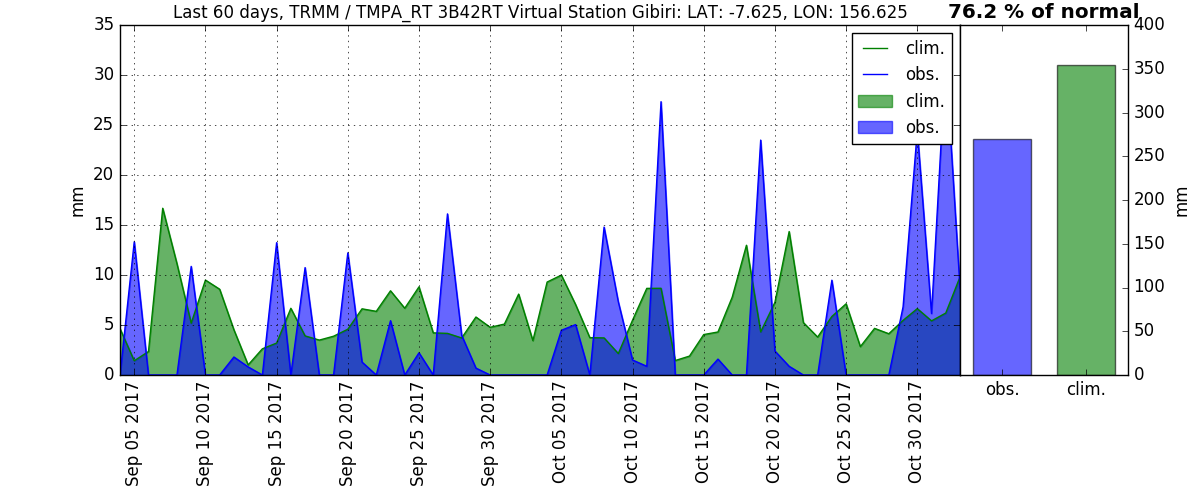 Last 60 days, TRMM / TMPA_RT 3B42RT Virtual Station Gibiri: LAT: -7.625, LON: 156.625
76.2 % of normal
35
30
25
20
15
10
5
0
mm
clim.
obs.
clim.
obs.
400
350
300
250
200
150
100
50
0
mm
Sep 05 2017
Sep 10 2017
Sep 15 2017
Sep 20 2017
Sep 25 2017
Sep 30 2017
Oct 05 2017
Oct 10 2017
Oct 15 2017
Oct 20 2017
Oct 25 2017
Oct 30 2017
obs.
clim.